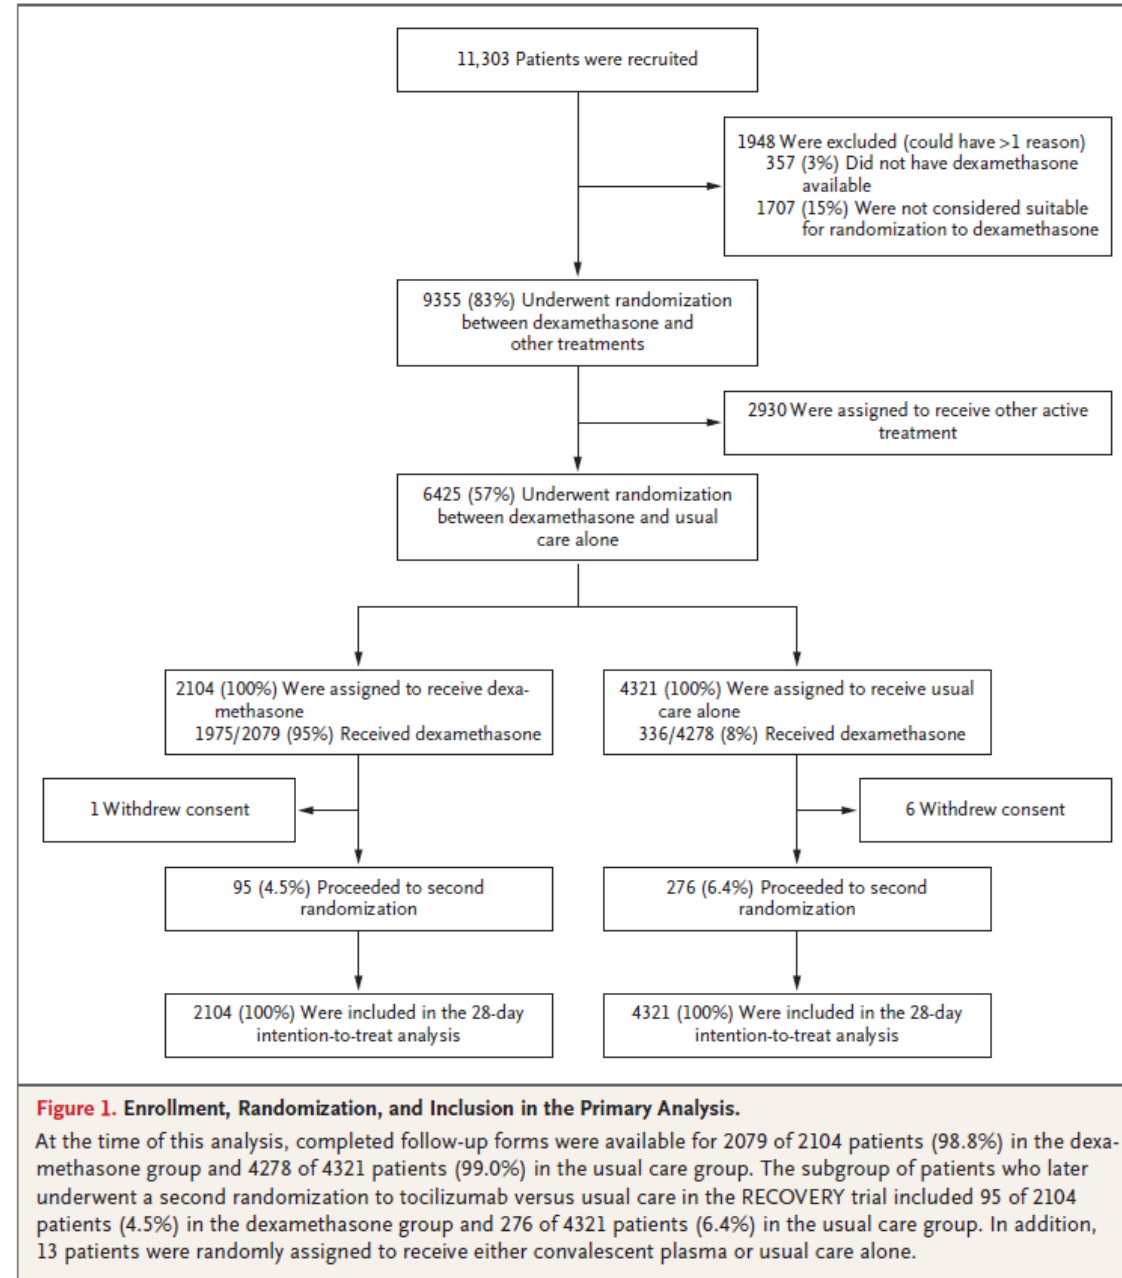 11,303 Patients were recruited
1948 Were excluded (could have >1 reason)
357 (3%) Did not have dexamethasone
available
1707 (15%) Were not considered suitable
for randomization to dexamethasone
9355 (83%) Underwent randomization
between dexamethasone and
other treatments
2930 Were assigned to receive other active
treatment
6425 (57%) Underwent randomization
between dexamethasone and usual
care alone
2104 (100%) Were assigned to receive dexa-
methasone
1975/2079 (95%) Received dexamethasone
4321 (100%) Were assigned to receive usual
care alone
336/4278 (8%) Received dexamethasone
1 Withdrew consent
6 Withdrew consent
95 (4.5%) Proceeded to second
randomization
276 (6.4%) Proceeded to second
randomization
2104 (100%) Were included in the 28-day
intention-to-treat analysis
4321 (100%) Were included in the 28-day
intention-to-treat analysis
Figure 1. Enrollment, Randomization, and Inclusion in the Primary Analysis.
At the time of this analysis, completed follow-up forms were available for 2079 of 2104 patients (98.8%) in the dexa-
methasone group and 4278 of 4321 patients (99.0%) in the usual care group. The subgroup of patients who later
underwent a second randomization to tocilizumab versus usual care in the RECOVERY trial included 95 of 2104
patients (4.5%) in the dexamethasone group and 276 of 4321 patients (6.4%) in the usual care group. In addition,
13 patients were randomly assigned to receive either convalescent plasma or usual care alone.